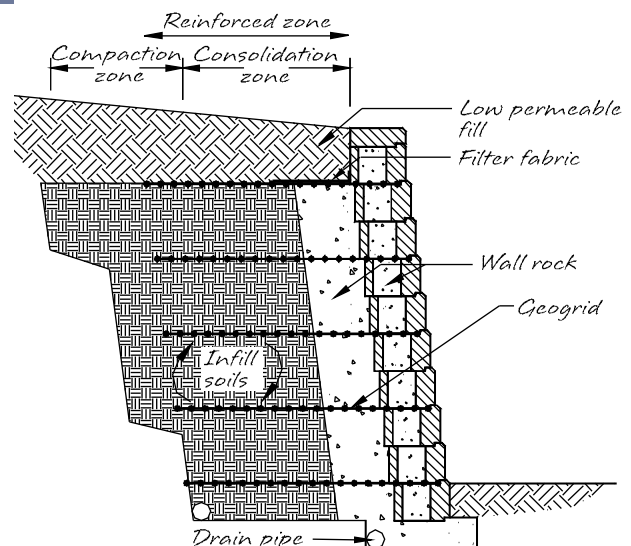 Reinforced zone
Compaction zone
Consolidation zone
Low permeable
fill
Filter fabric
Wall rock
Geogrid
Infill
soils
Drain pipe